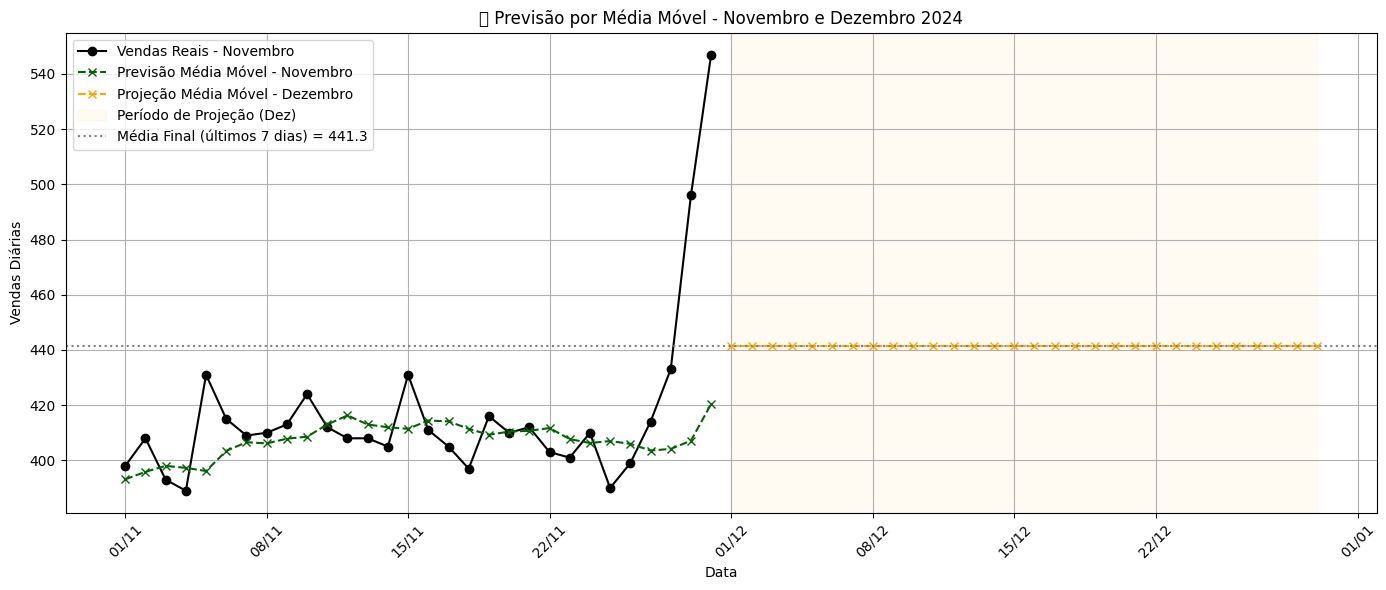 Previsão por Média Móvel - Novembro e Dezembro 2024
Vendas Reais - Novembro
Previsão Média Móvel - Novembro
Projeção Média Móvel - Dezembro
Período de Projeção (Dez)
Média Final (últimos 7 dias) = 441.3
Vendas Diárias
540
520
500
480
460
440
420
400
01/11
08/11
15/11
22/11
01/12
08/12
15/12
22/12
01/01
Data